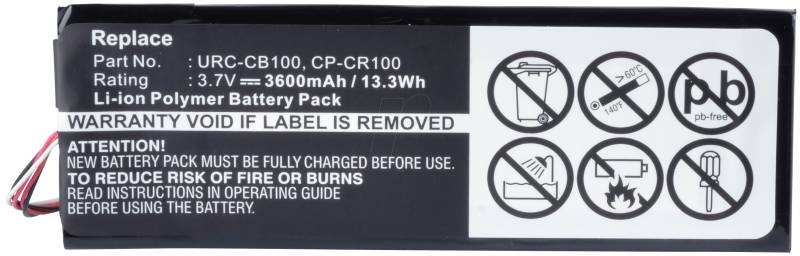 Replace
Part No. : URC-CB100, CP-CR100
Rating : 3.7V 3600mAh / 13.3Wh
Li-ion Polymer Battery Pack
WARRANTY VOID IF LABEL IS REMOVED
ATTENTION!
NEW BATTERY PACK MUST BE FULLY CHARGED BEFORE USE.
TO REDUCE RISK OF FIRE OR BURNS
READ INSTRUCTIONS IN OPERATING GUIDE
BEFORE USING THE BATTERY.
>60°C
140°F
pb
pb-free